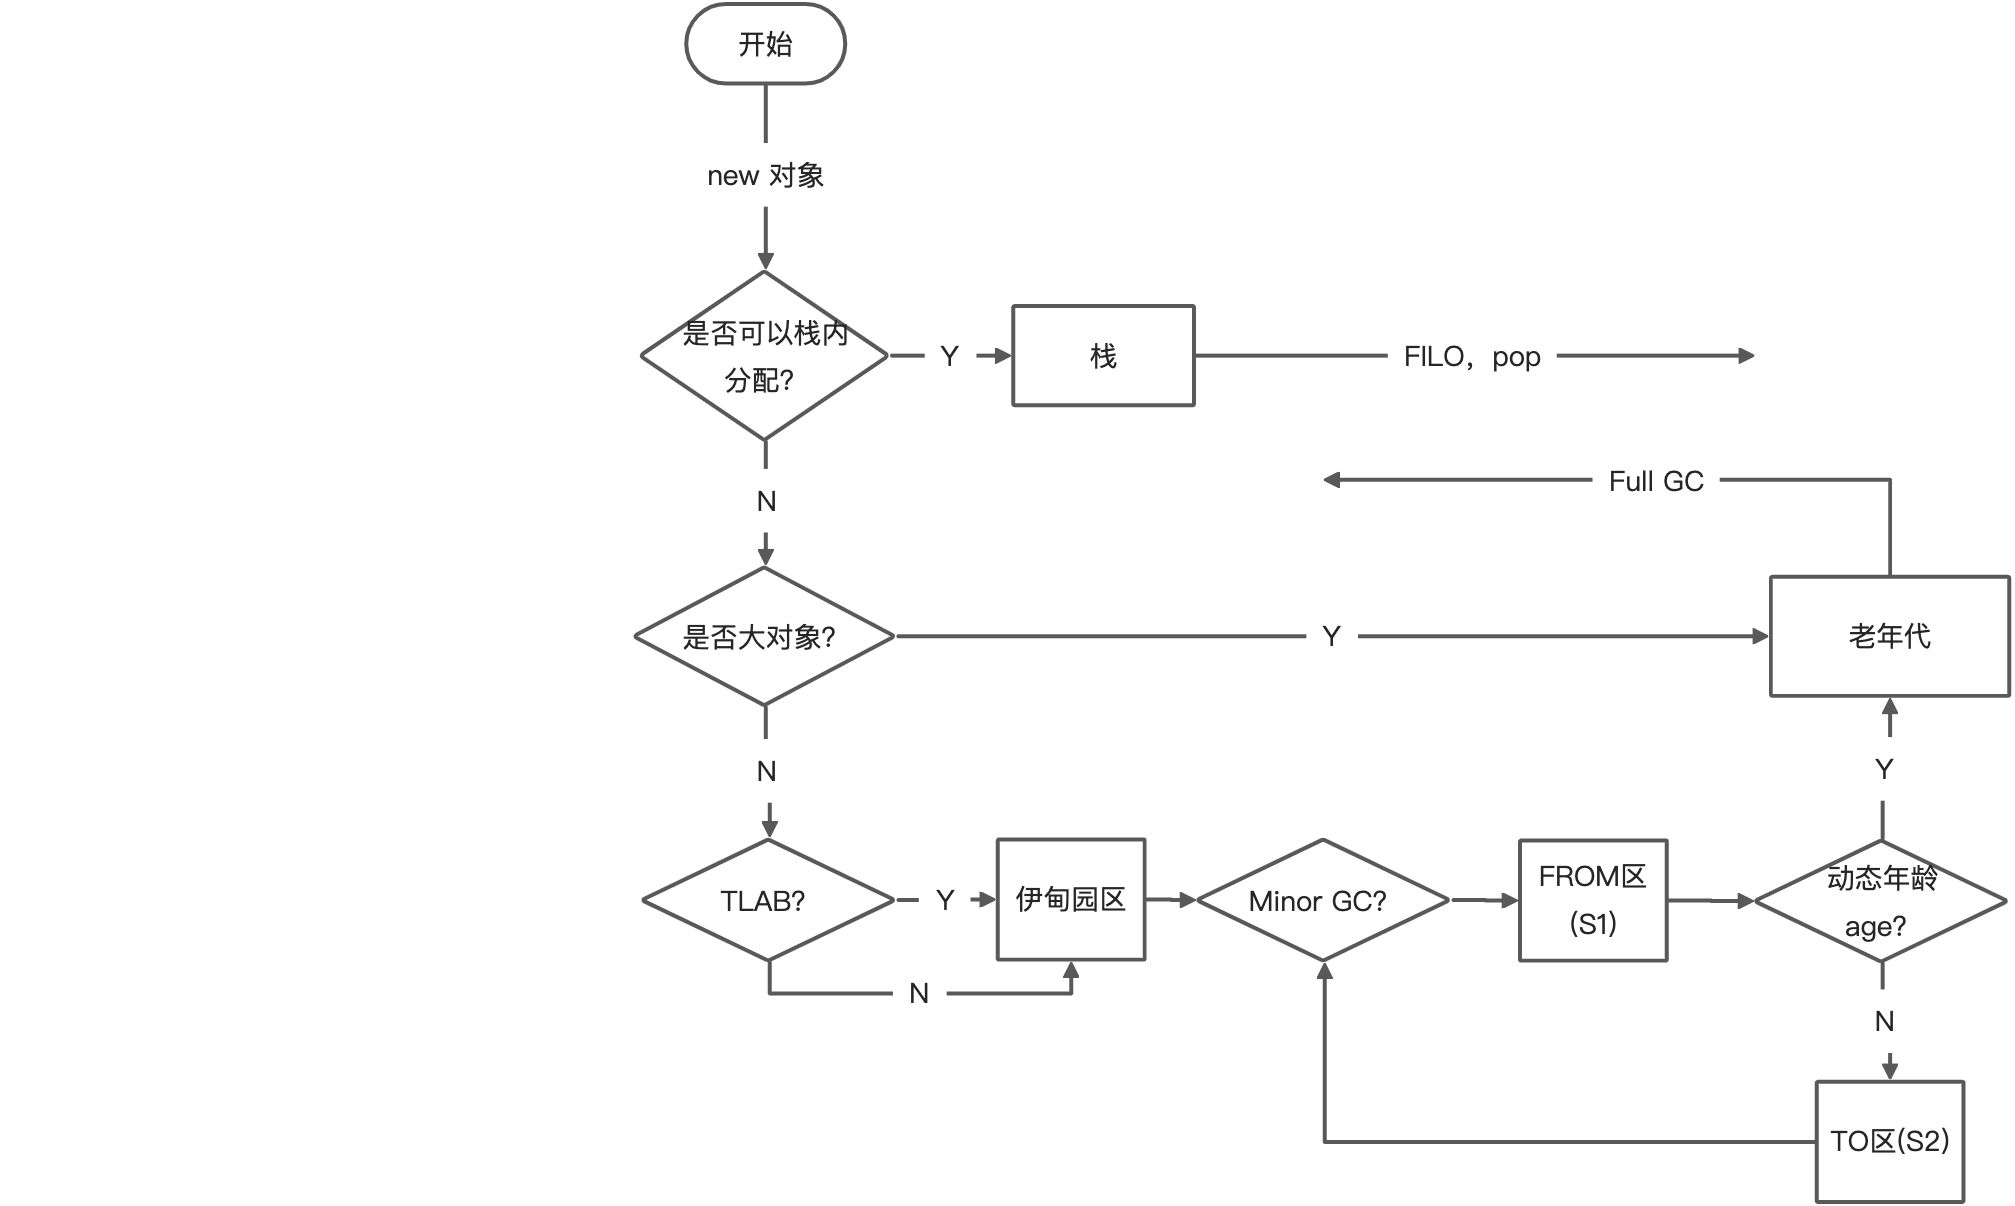 开始
new 对象
是否可以栈内
分配?
Y
栈
FILO，pop
Full GC
N
是否大对象?
Y
老年代
N
Y
TLAB?
Y
伊甸园区
Minor GC?
FROM区
(S1)
动态年龄
age?
N
N
TO区(S2)